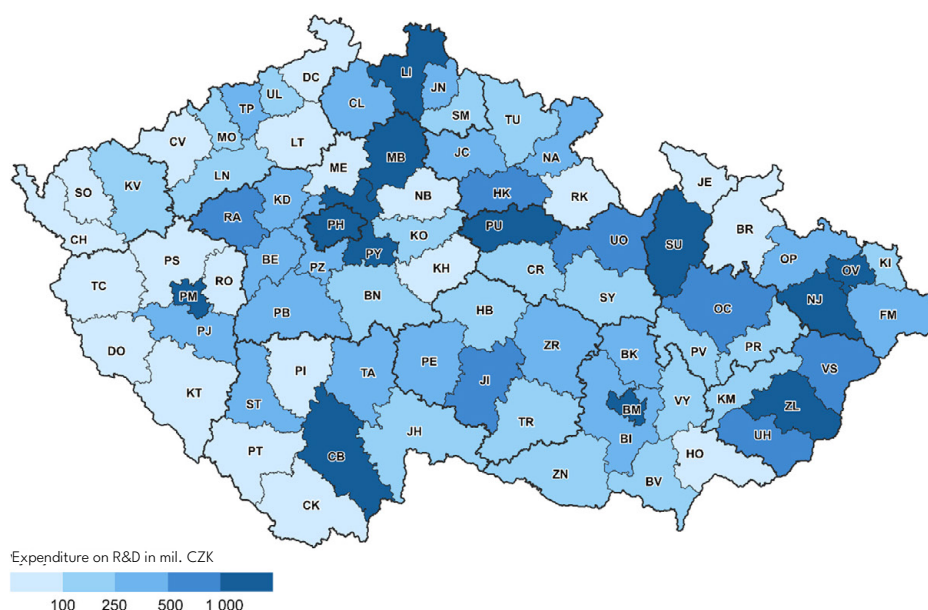 DC
LI
UL
JN
TP
CL
SM
TU
MO
CV
LT
JC
NA
ME
MB
LN
JE
SO
KV
NB
HK
RK
KD
RA
PH
PU
BR
CH
KO
UO
SU
PY
PS
BE
OP
OV
KI
PZ
KH
CR
TC
RO
PM
BN
SY
NJ
PB
HB
OC
FM
PJ
ZR
PR
DO
BK
PV
PE
PI
TA
VS
JI
KT
KM
ST
VY
ZL
BM
TR
JH
BI
UH
PT
CB
HO
ZN
BV
CK
Expenditure on R&D in mil. CZK
100 250 500 1 000